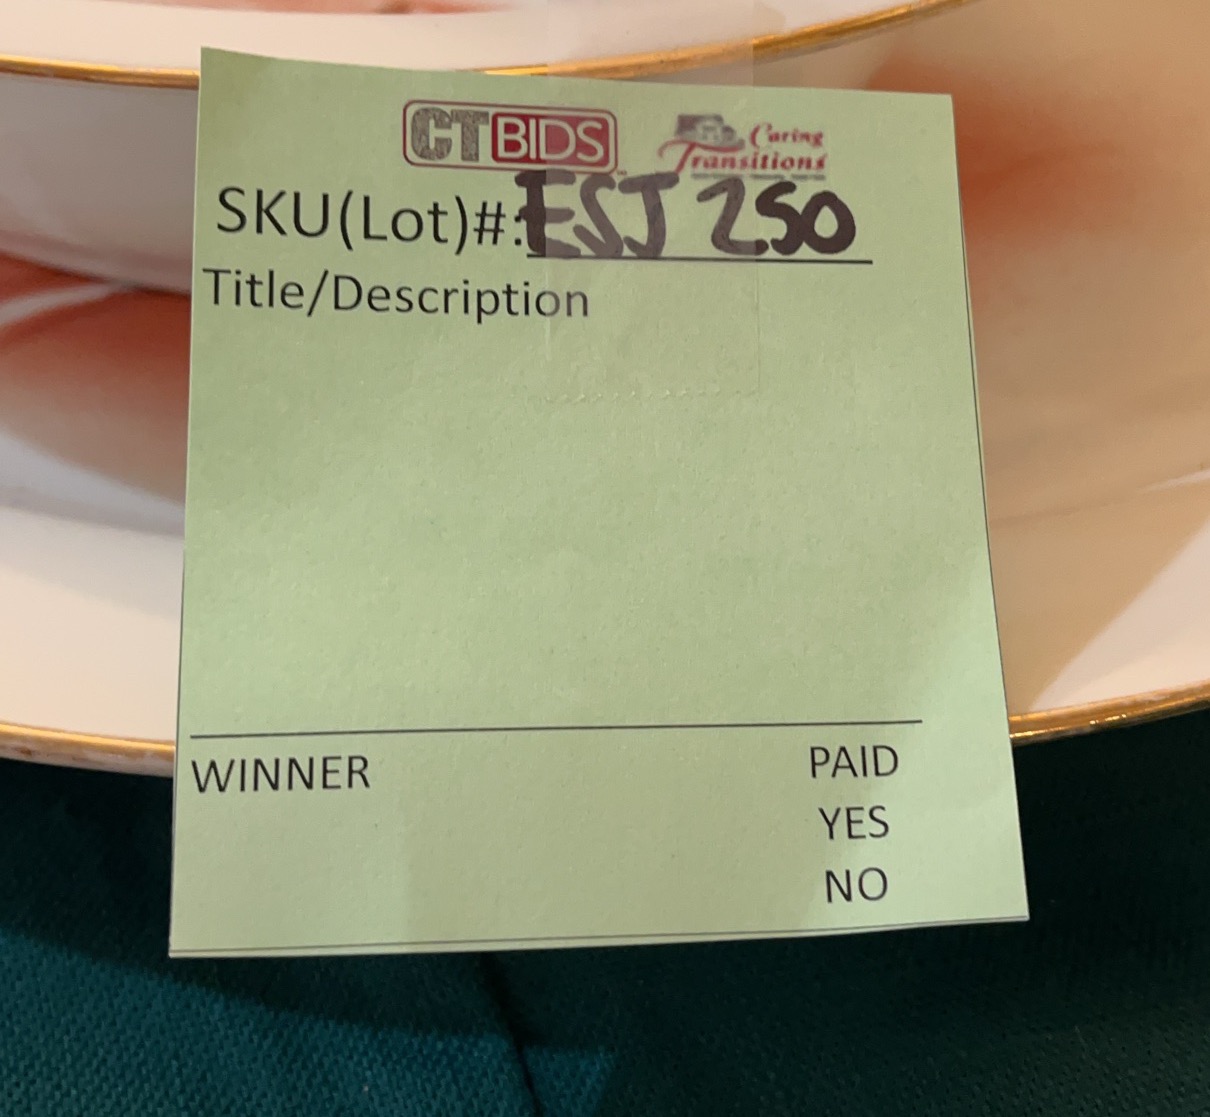 CTBIDS
Caring
Transitions
SKU(Lot)#: ESJ 250
Title/Description
WINNER
PAID
YES
NO